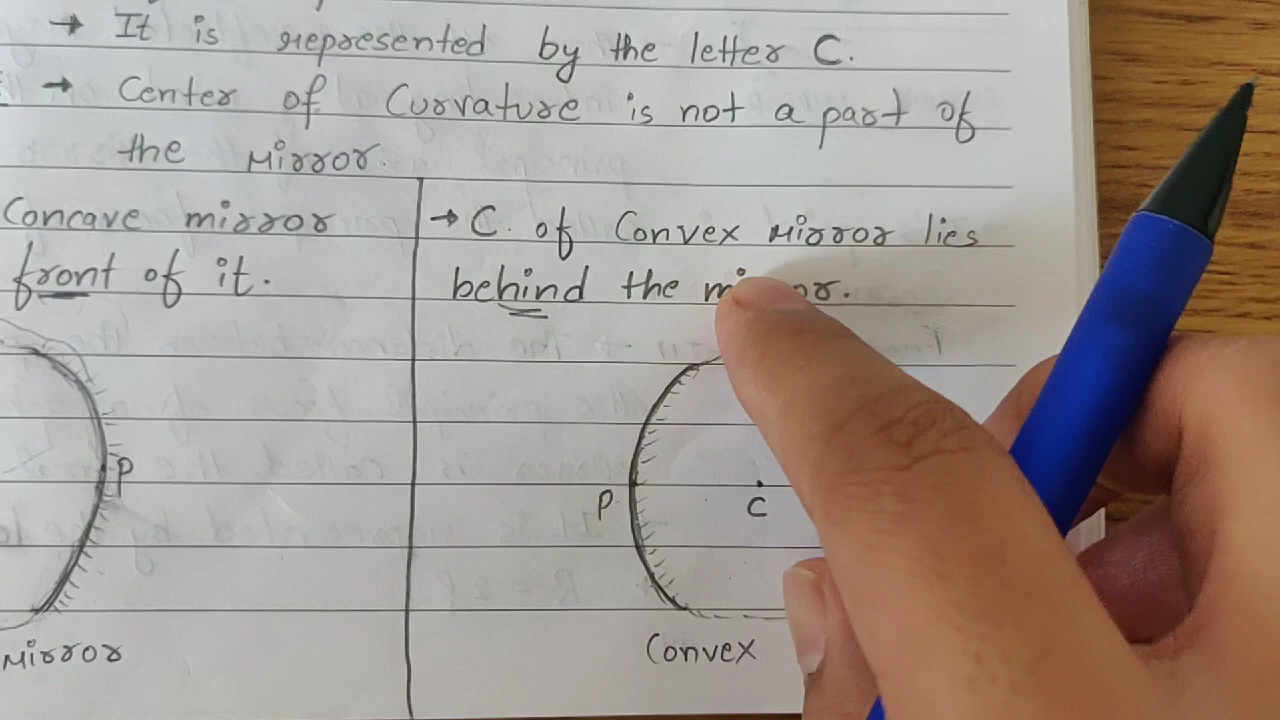 → It is represented by the letter C.
→ Center of Curvature is not a part of
the Mirror.
Concave mirror
front of it.
→ C. of Convex Mirror lies
behind the mirror.
P
P
C
Mirror
Convex